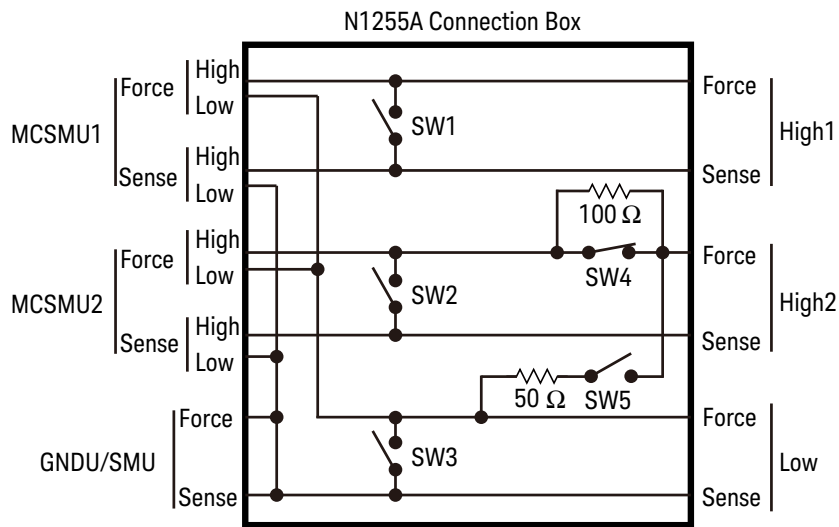 N1255A Connection Box
MCSMU1
Force
High
Low
Sense
High
Low
SW1
Force
Sense
High1
100 Ω
MCSMU2
Force
High
Low
Sense
High
Low
SW2
SW4
Force
Sense
High2
50 Ω
SW5
GNDU/SMU
Force
Sense
SW3
Force
Sense
Low